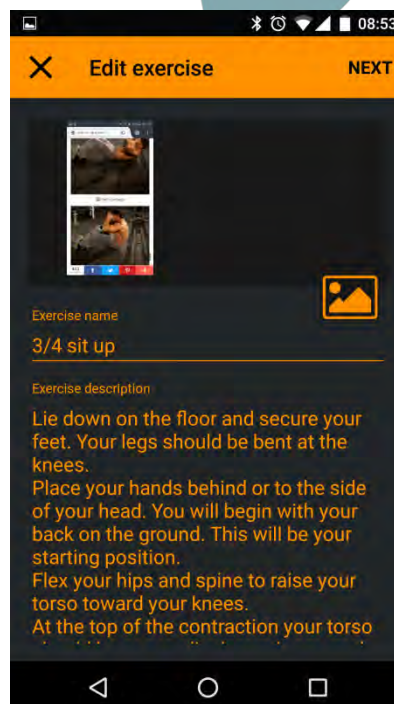 08:53
Edit exercise
NEXT
Exercise name
3/4 sit up
Exercise description
Lie down on the floor and secure your
feet. Your legs should be bent at the
knees.
Place your hands behind or to the side
of your head. You will begin with your
back on the ground. This will be your
starting position.
Flex your hips and spine to raise your
torso toward your knees.
At the top of the contraction your torso